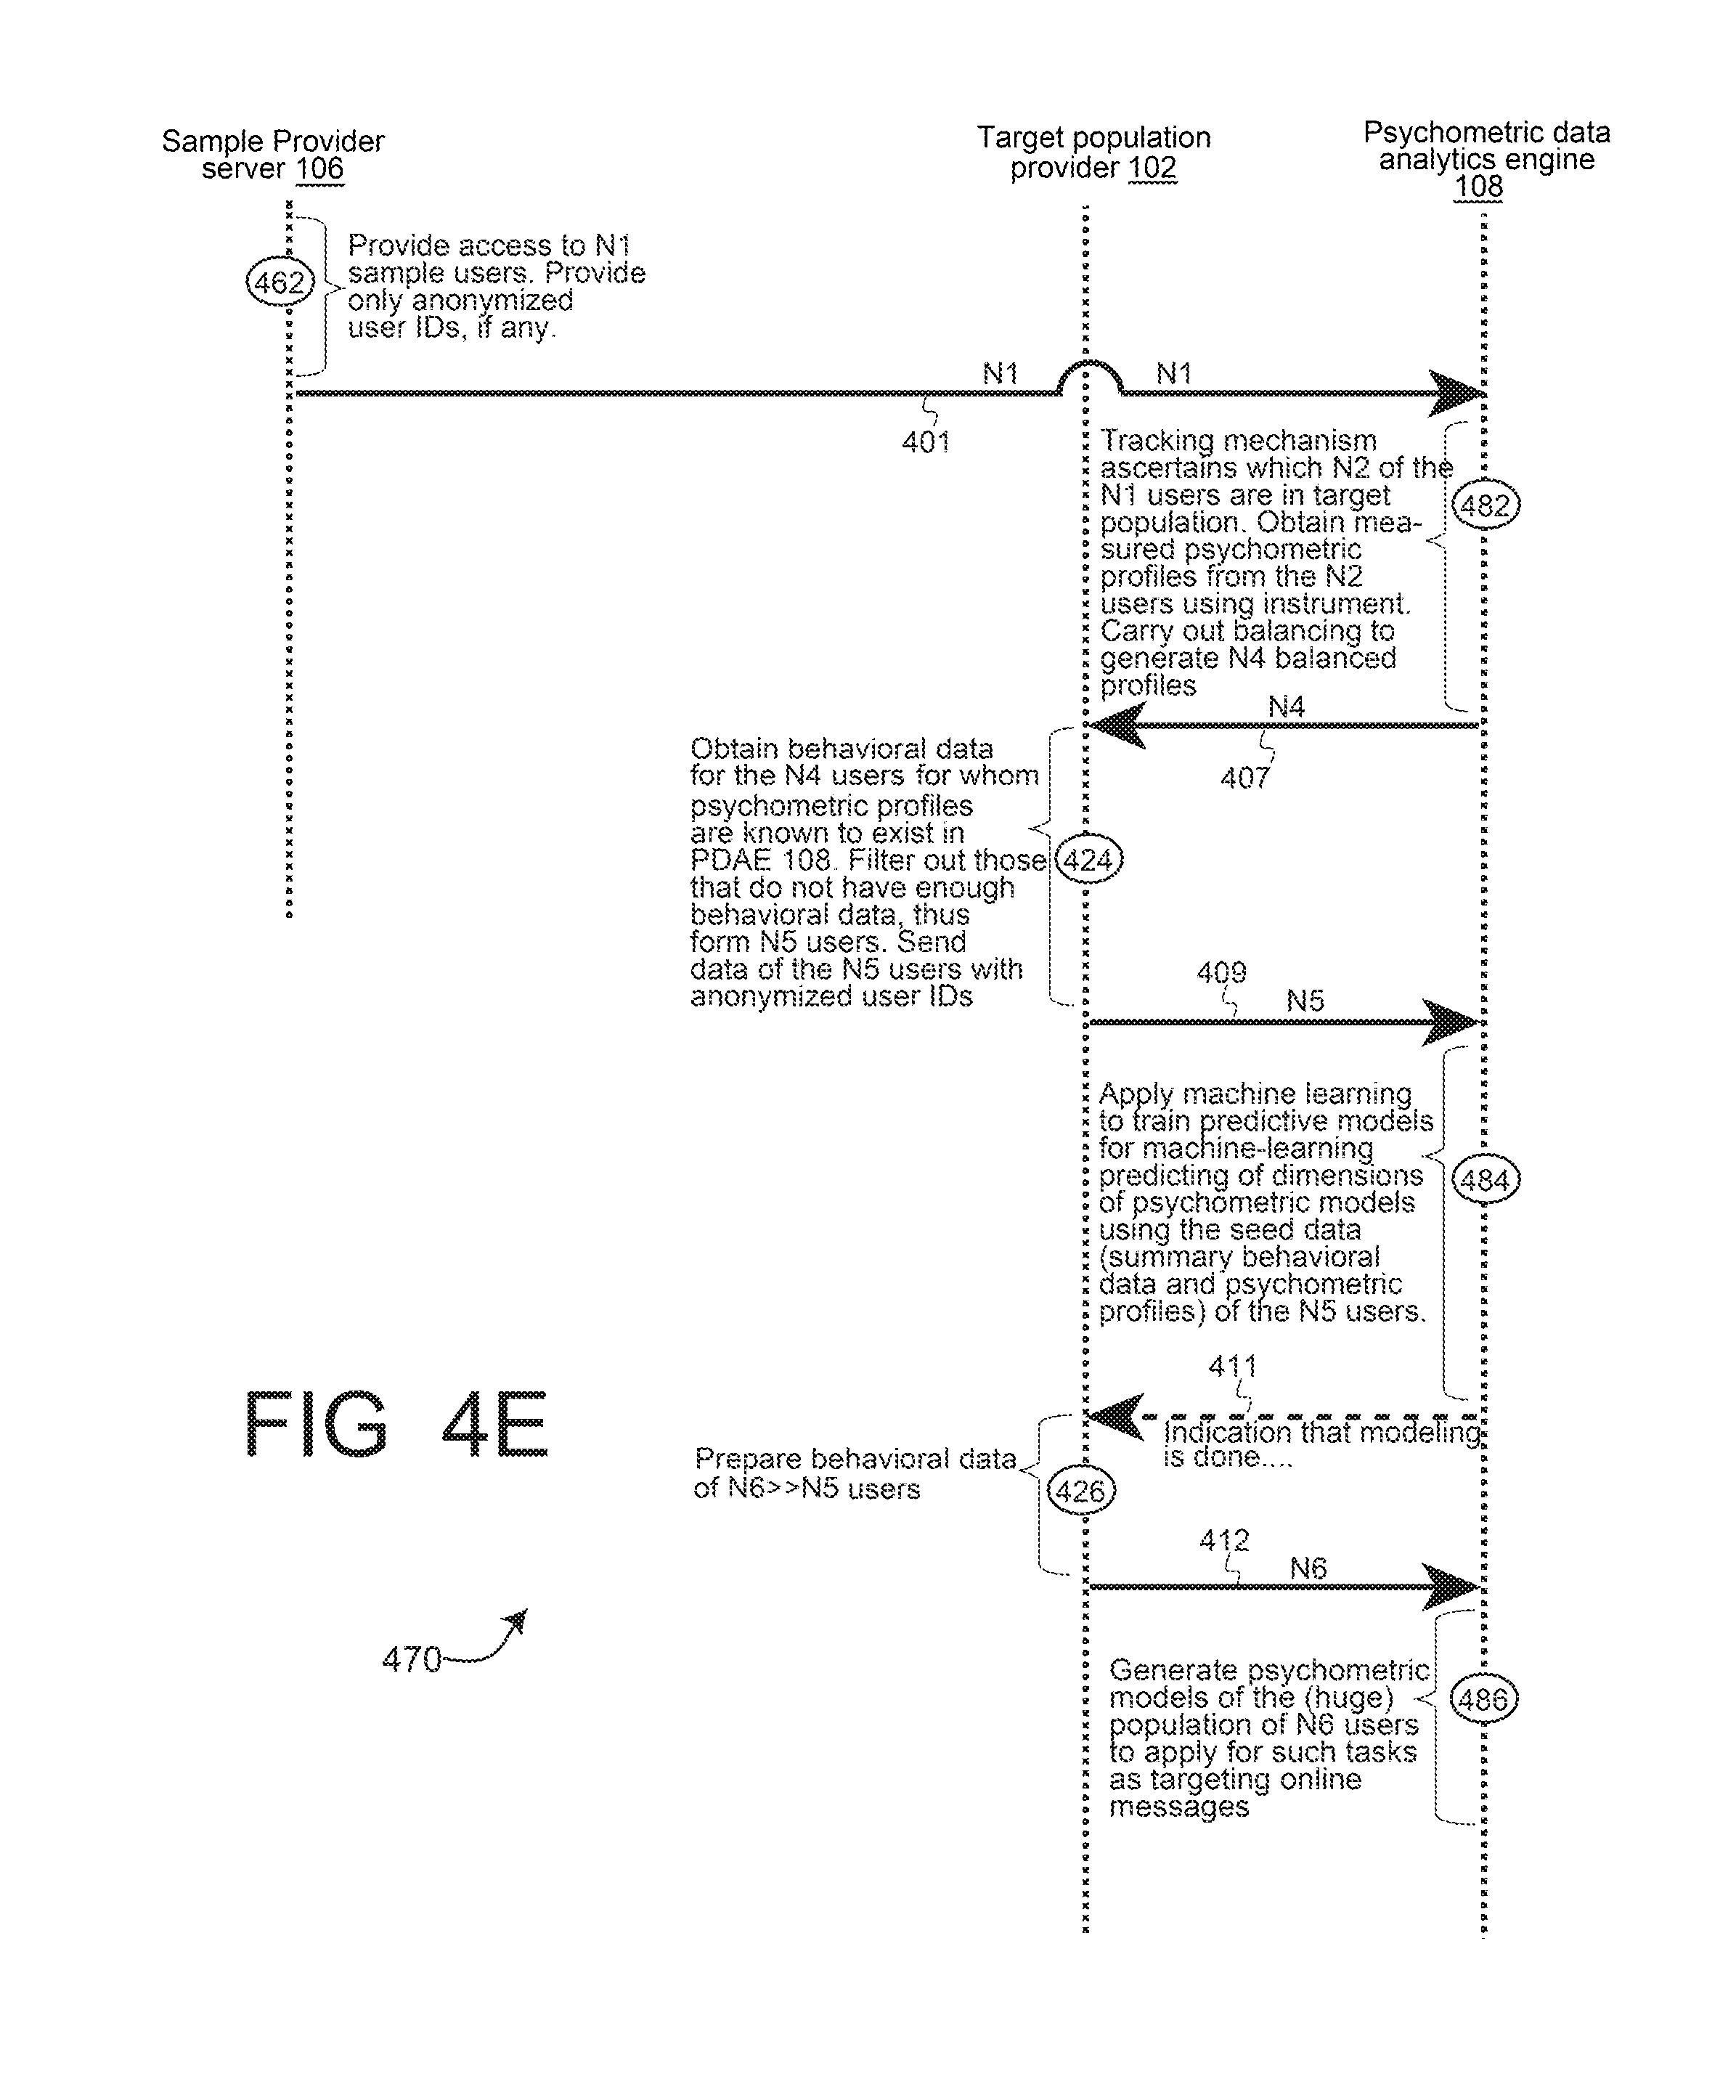 Sample Provider
server 106
Target population
provider 102
Psychometric data
analytics engine
108
462
Provide access to N1
sample users. Provide
only anonymized
user IDs, if any.
N1
N1
401
Tracking mechanism
ascertains which N2 of the
N1 users are in target
population. Obtain mea-
sured psychometric
profiles from the N2
users using instrument.
Carry out balancing to
generate N4 balanced
profiles
482
N4
407
Obtain behavioral data
for the N4 users for whom
psychometric profiles
are known to exist in
PDAE 108. Filter out those
that do not have enough
behavioral data, thus
form N5 users. Send
data of the N5 users with
anonymized user IDs
424
409
N5
Apply machine learning
to train predictive models
for machine-learning
predicting of dimensions
of psychometric models
using the seed data
(summary behavioral
data and psychometric
profiles) of the N5 users.
484
411
Indication that modeling
is done....
Prepare behavioral data
of N6>>N5 users
426
412
N6
Generate psychometric
models of the (huge)
population of N6 users
to apply for such tasks
as targeting online
messages
486
FIG 4E
470